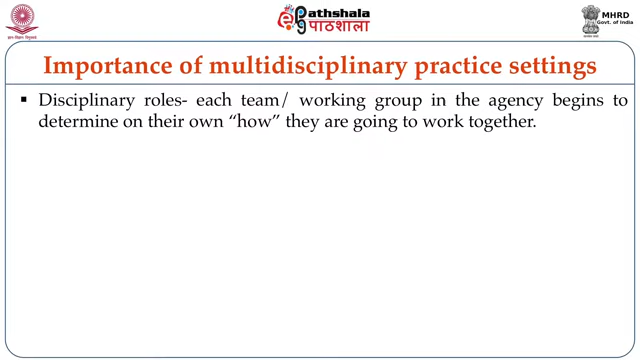 ePathshala
पाठशाला
MHRD
Govt. of India
Importance of multidisciplinary practice settings
▪ Disciplinary roles- each team/ working group in the agency begins to
determine on their own “how” they are going to work together.